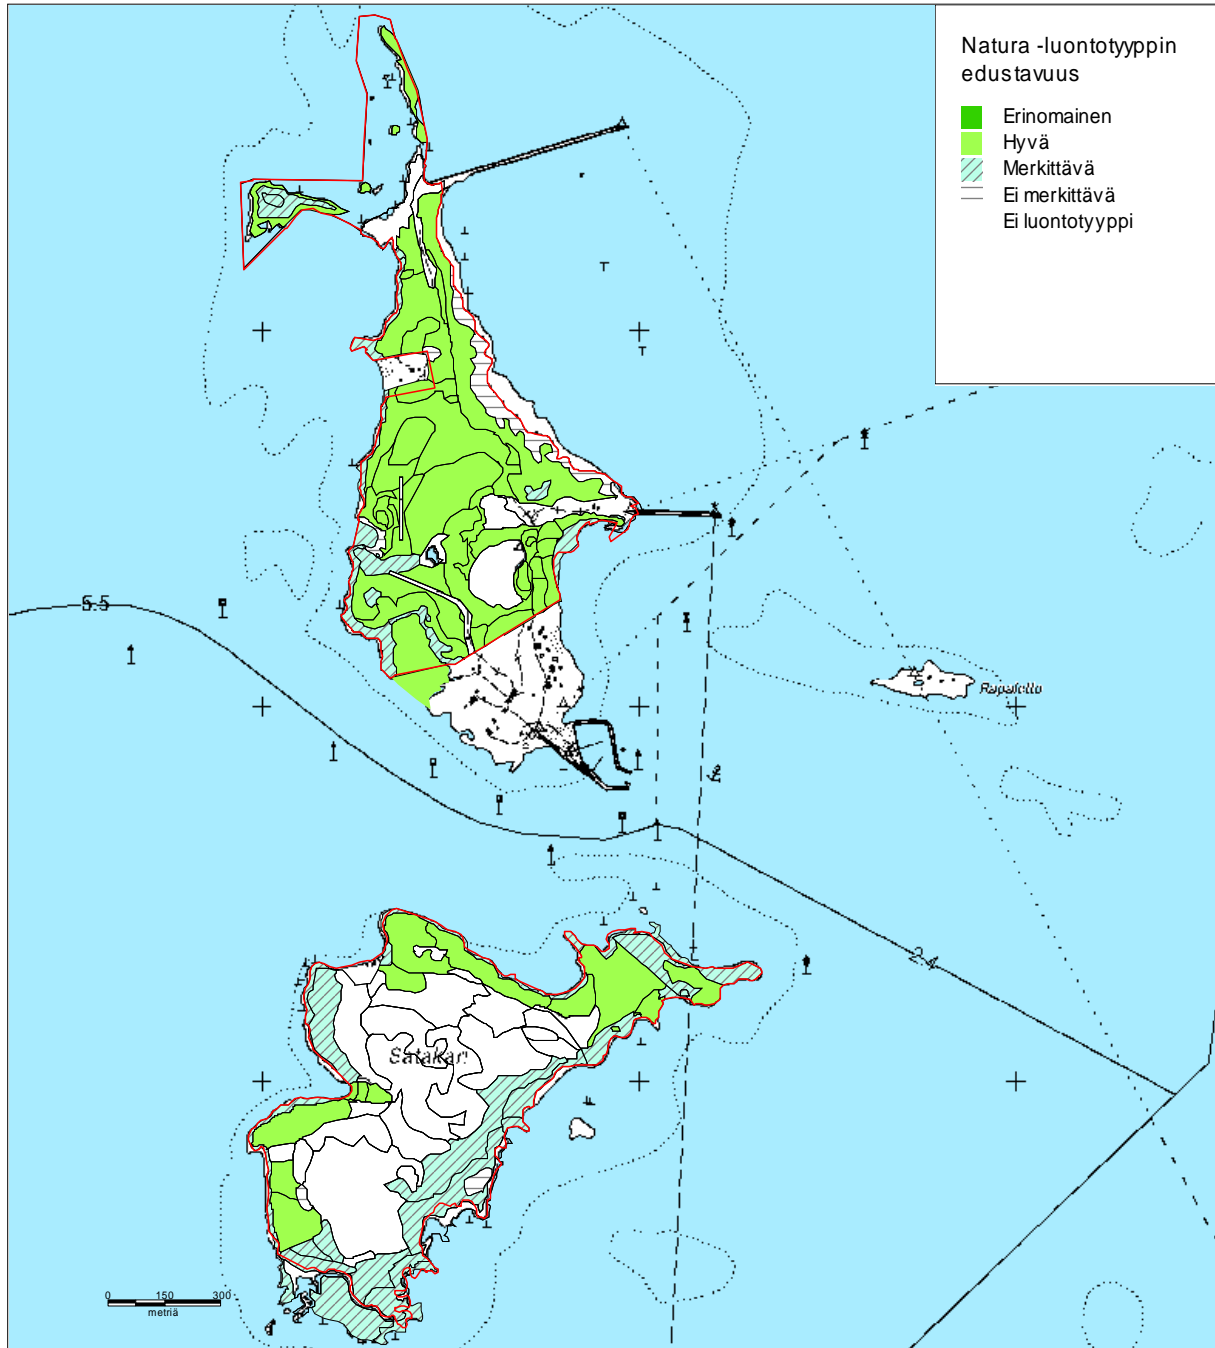 Natura -luontotyyppin
edustavuus
Erinomainen
Hyvä
Merkittävä
Ei merkittävä
Ei luontotyyppi
5.5
2.4
Satakari
0 150 300
metriä